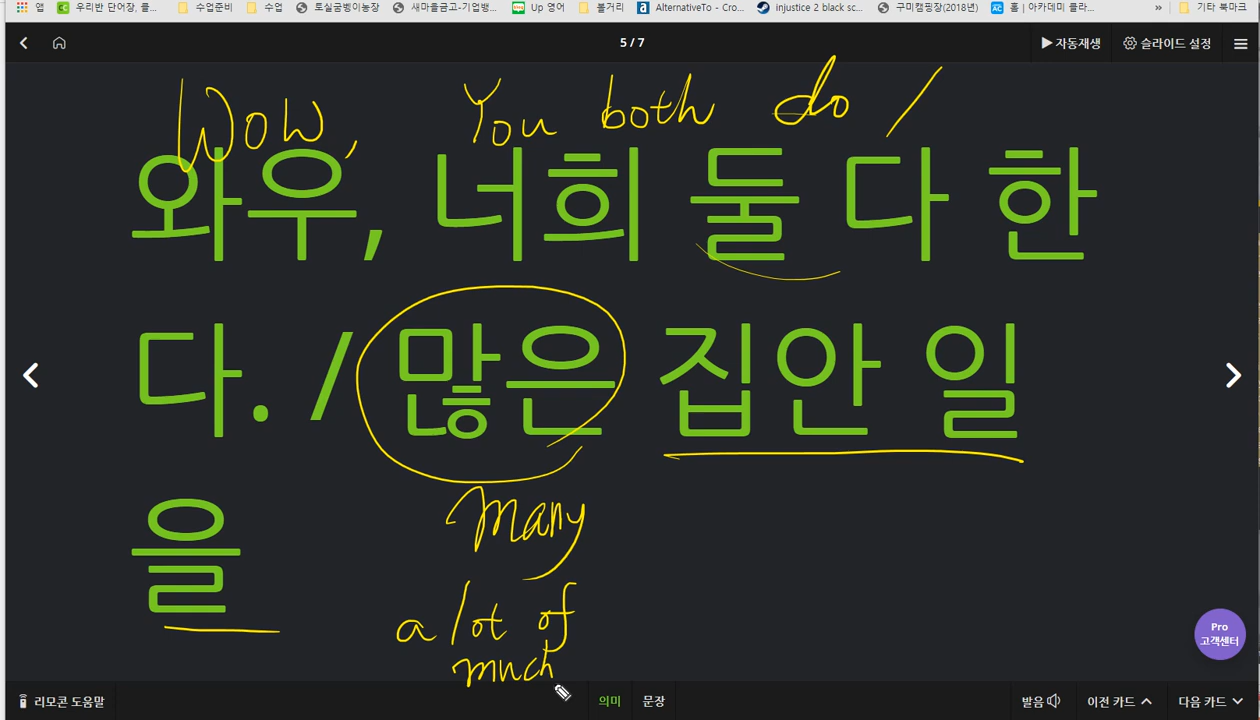 앱 우리반 단어장, 클... 수업준비 수업 토실굼벵이농장 새마을금고-기업뱅... Up 영어 볼거리 AlternativeTo - Cro... injustice 2 black sc... 구미캠핑장(2018년) 홈 | 아카데미 클라... » 기타 북마크
5 / 7 ▶자동재생 슬라이드 설정
Wow, You both do /
와우, 너희 둘 다 한
다. / 많은 집안 일
을
many
a lot of
much
Pro
고객센터
리모콘 도움말 의미 문장 발음 이전 카드 다음 카드